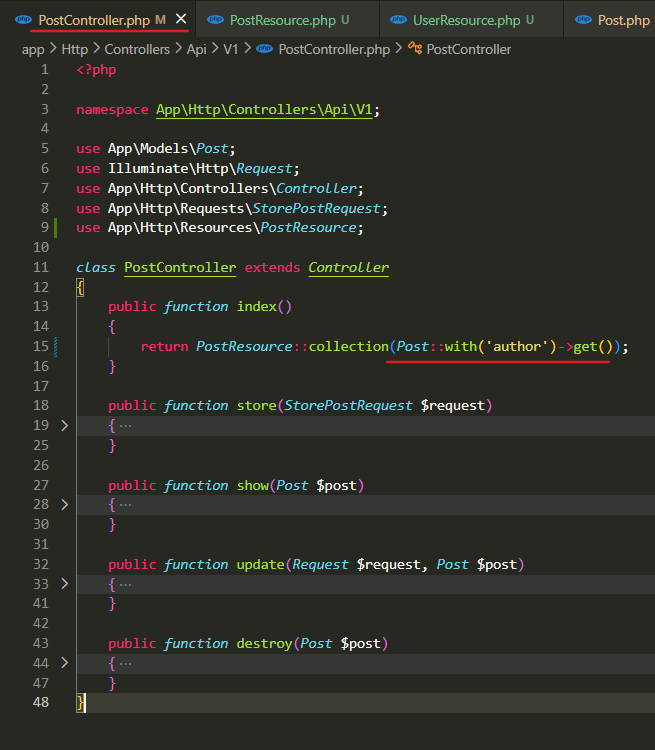 php PostController.php M × php PostResource.php U php UserResource.php U php Post.php
app > Http > Controllers > Api > V1 > php PostController.php > PostController
1 <?php
2
3 namespace App\Http\Controllers\Api\V1;
4
5 use App\Models\Post;
6 use Illuminate\Http\Request;
7 use App\Http\Controllers\Controller;
8 use App\Http\Requests\StorePostRequest;
9 use App\Http\Resources\PostResource;
10
11 class PostController extends Controller
12 {
13 public function index()
14 {
15 return PostResource::collection(Post::with('author')->get());
16 }
17
18 public function store(StorePostRequest $request)
19 > { ···
25 }
26
27 public function show(Post $post)
28 > { ···
30 }
31
32 public function update(Request $request, Post $post)
33 > { ···
41 }
42
43 public function destroy(Post $post)
44 > { ···
47 }
48 }